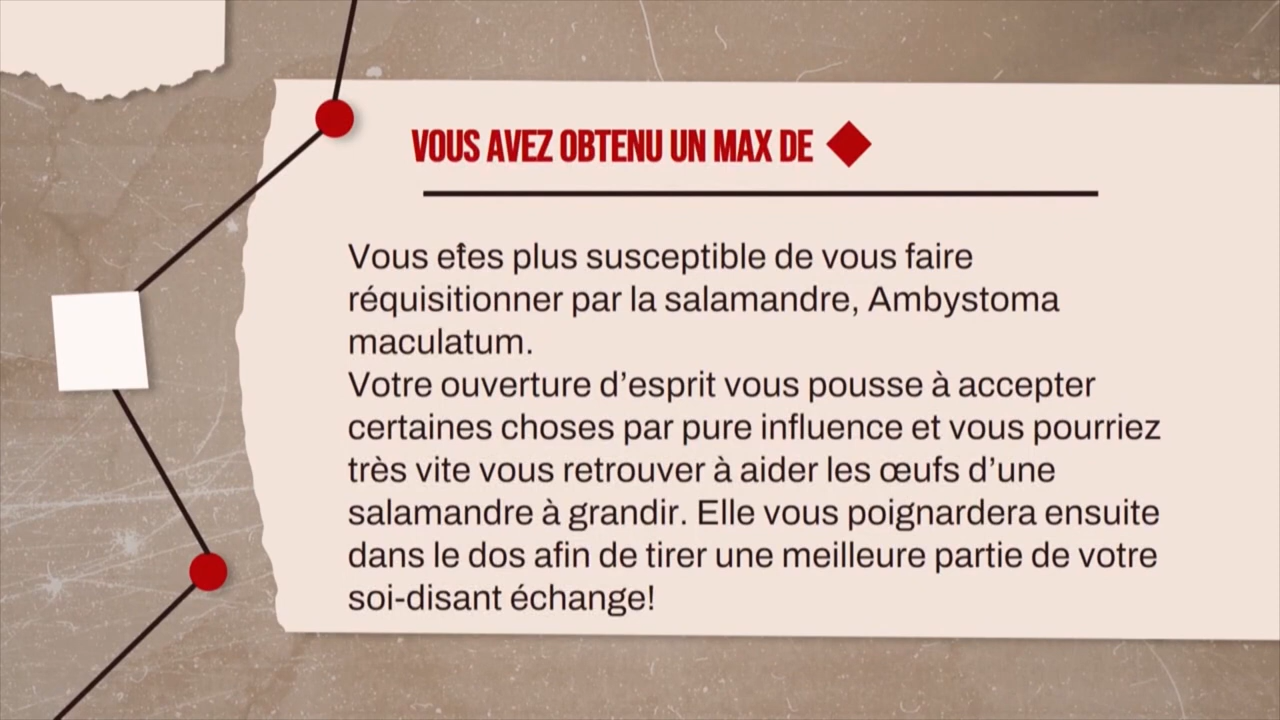 VOUS AVEZ OBTENU UN MAX DE
Vous êtes plus susceptible de vous faire
réquisitionner par la salamandre, Ambystoma
maculatum.
Votre ouverture d’esprit vous pousse à accepter
certaines choses par pure influence et vous pourriez
très vite vous retrouver à aider les œufs d’une
salamandre à grandir. Elle vous poignardera ensuite
dans le dos afin de tirer une meilleure partie de votre
soi-disant échange!